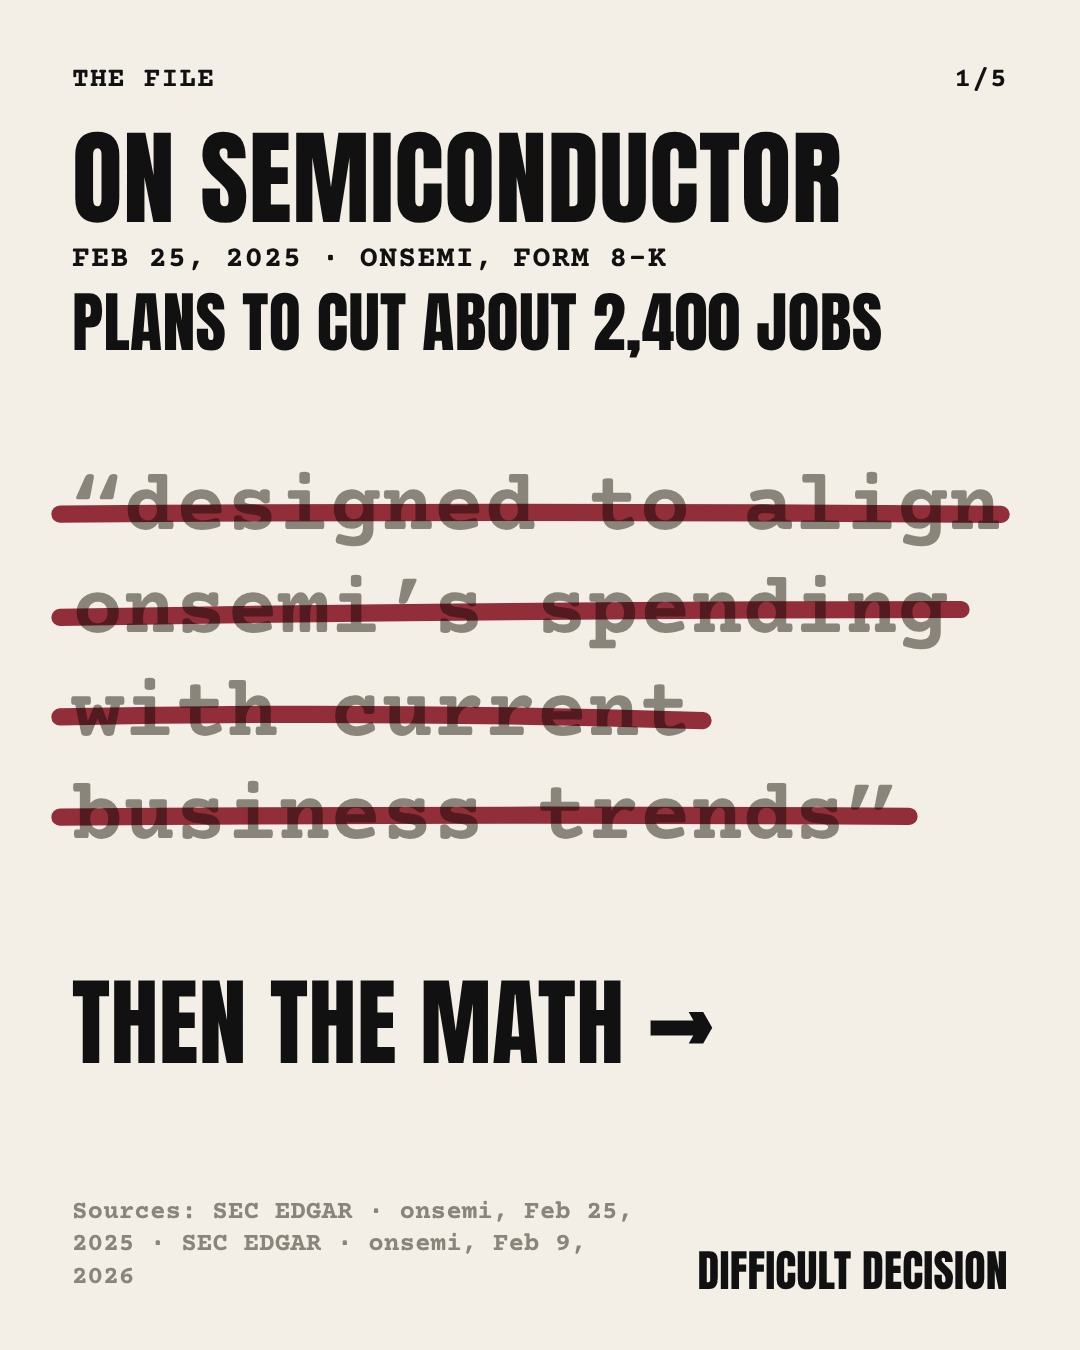 THE FILE
1/5
ON SEMICONDUCTOR
FEB 25, 2025 · ONSEMI, FORM 8-K
PLANS TO CUT ABOUT 2,400 JOBS
“designed to align
onsemi’s spending
with current
business trends”
THEN THE MATH →
Sources: SEC EDGAR · onsemi, Feb 25,
2025 · SEC EDGAR · onsemi, Feb 9,
2026
DIFFICULT DECISION